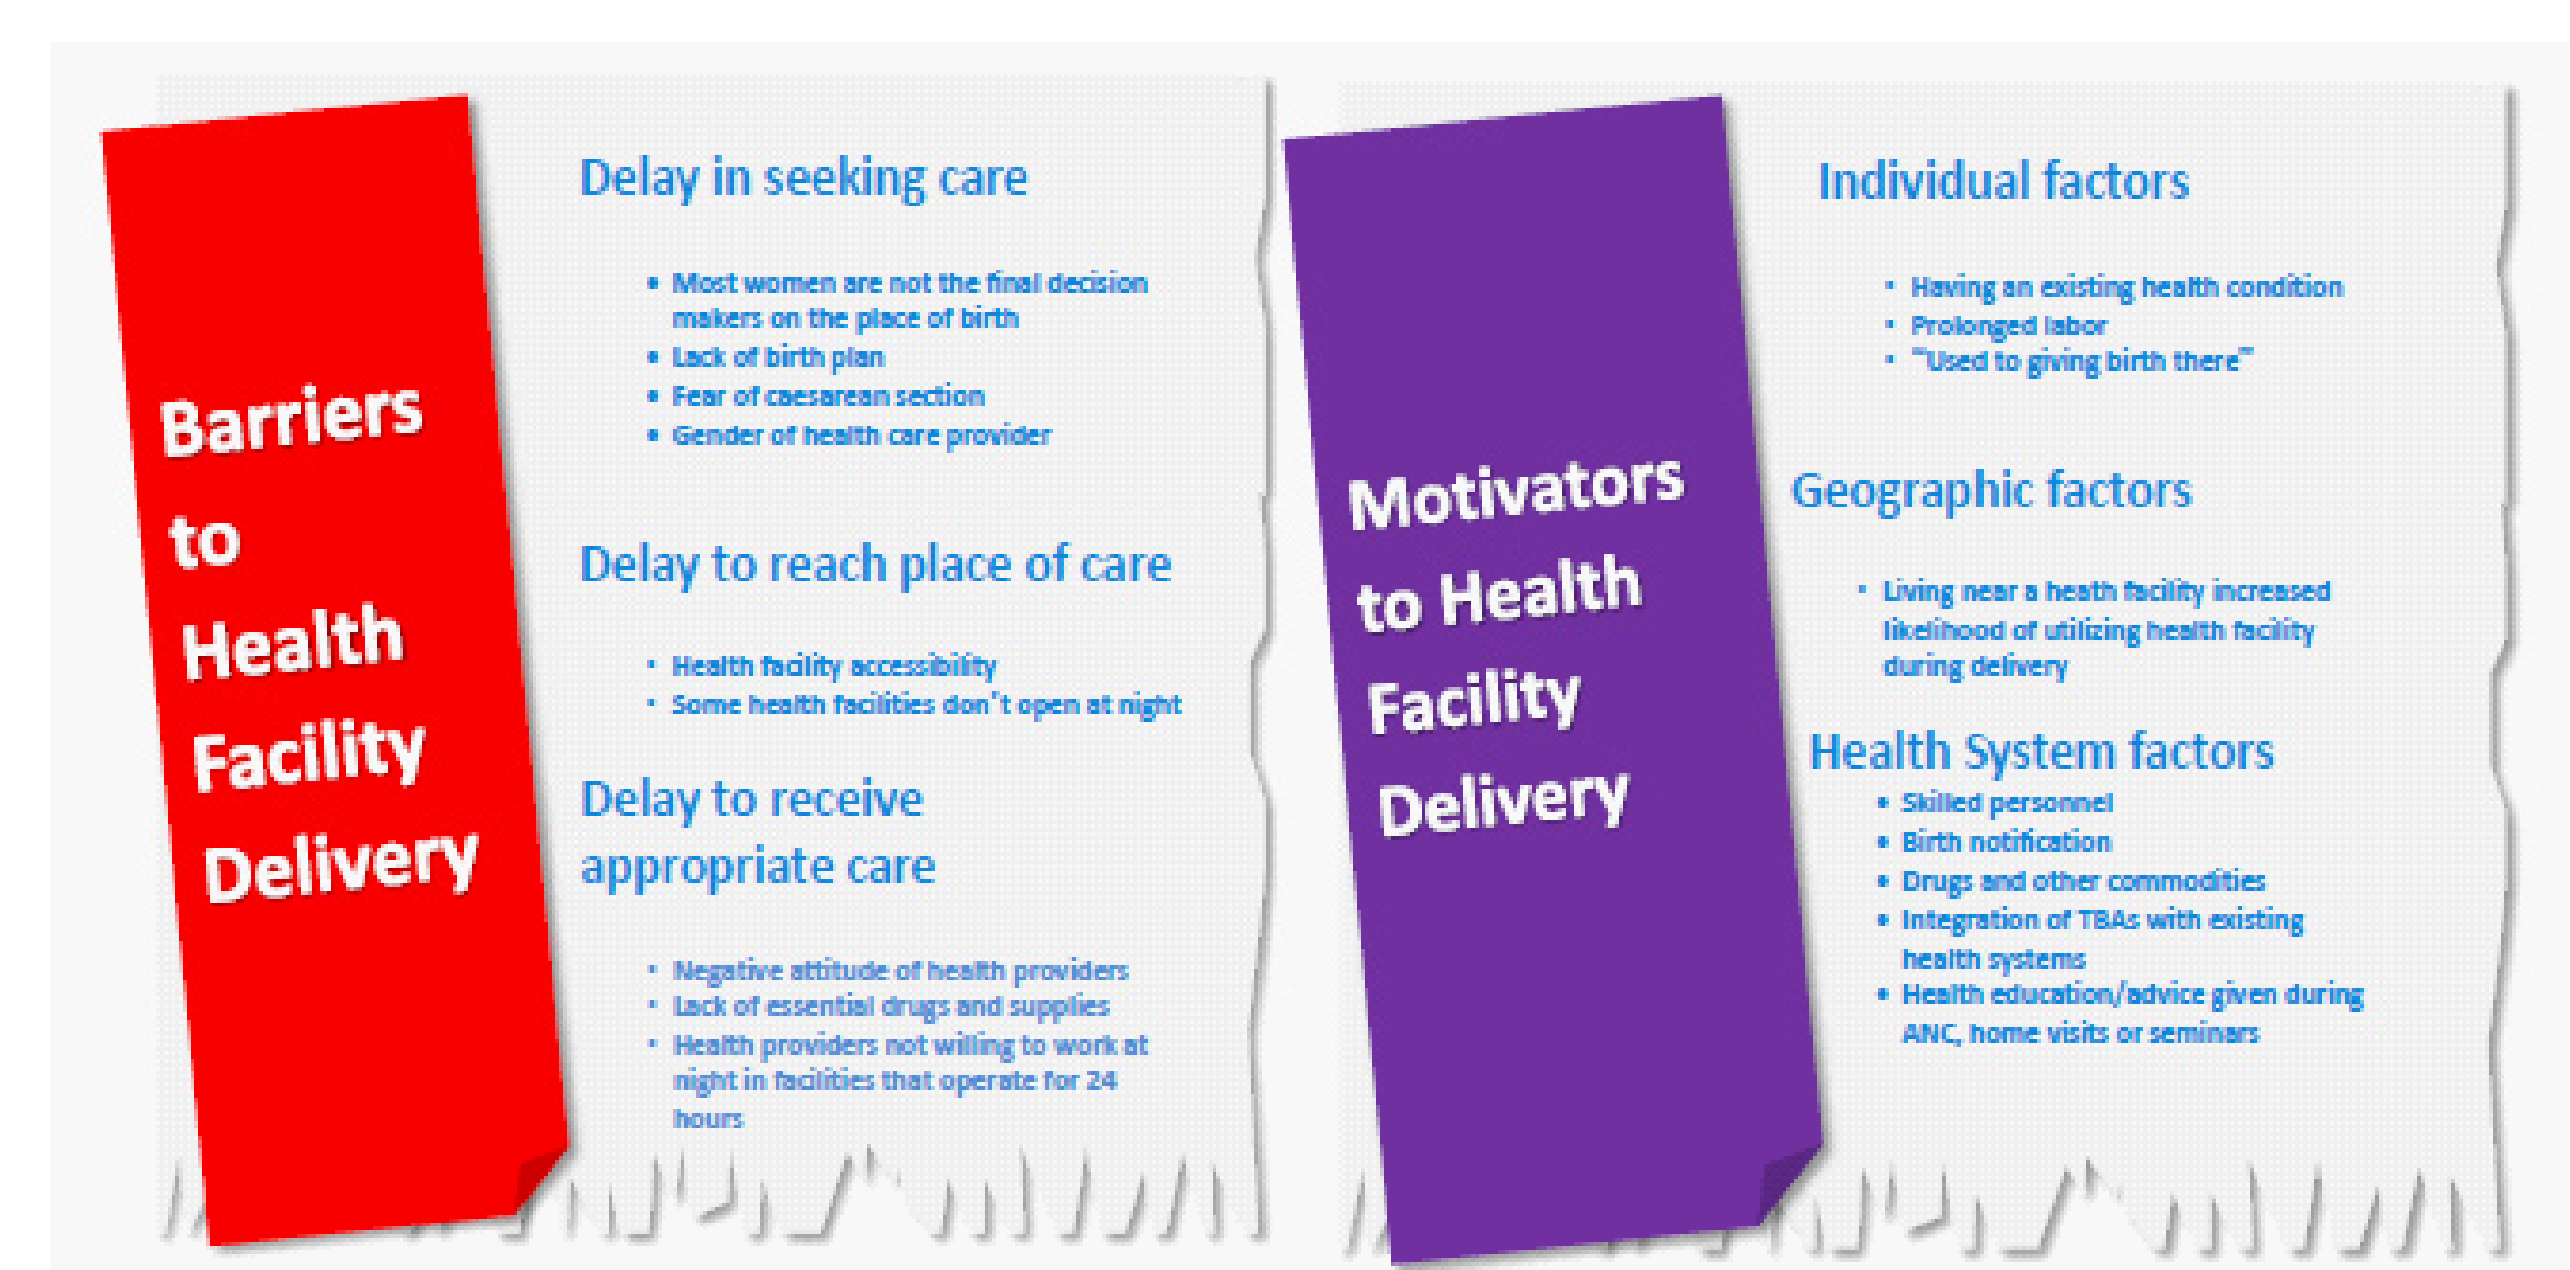 Barriers
to
Health
Facility
Delivery
Delay in seeking care
• Most women are not the final decision
makers on the place of birth
• Lack of birth plan
• Fear of caesarean section
• Gender of health care provider
Delay to reach place of care
• Health facility accessibility
• Some health facilities don't open at night
Delay to receive
appropriate care
• Negative attitude of health providers
• Lack of essential drugs and supplies
• Health providers not willing to work at
night in facilities that operate for 24
hours
Motivators
to Health
Facility
Delivery
Individual factors
• Having an existing health condition
• Prolonged labor
• "Used to giving birth there"
Geographic factors
• Living near a heath facility increased
likelihood of utilizing health facility
during delivery
Health System factors
• Skilled personnel
• Birth notification
• Drugs and other commodities
• Integration of TBAs with existing
health systems
• Health education/advice given during
ANC, home visits or seminars